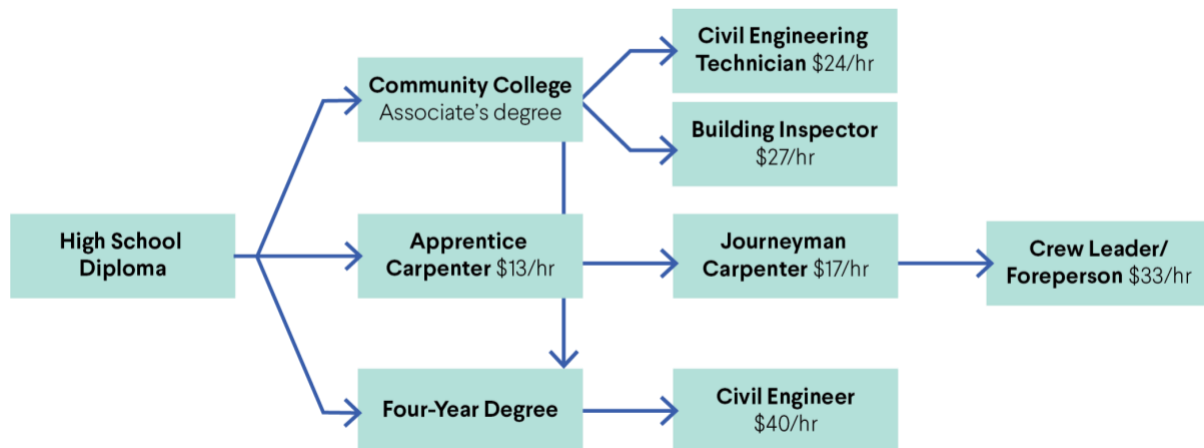 Community College
Associate's degree
Civil Engineering
Technician $24/hr
Building Inspector
$27/hr
High School
Diploma
Apprentice
Carpenter $13/hr
Journeyman
Carpenter $17/hr
Crew Leader/
Foreperson $33/hr
Four-Year Degree
Civil Engineer
$40/hr